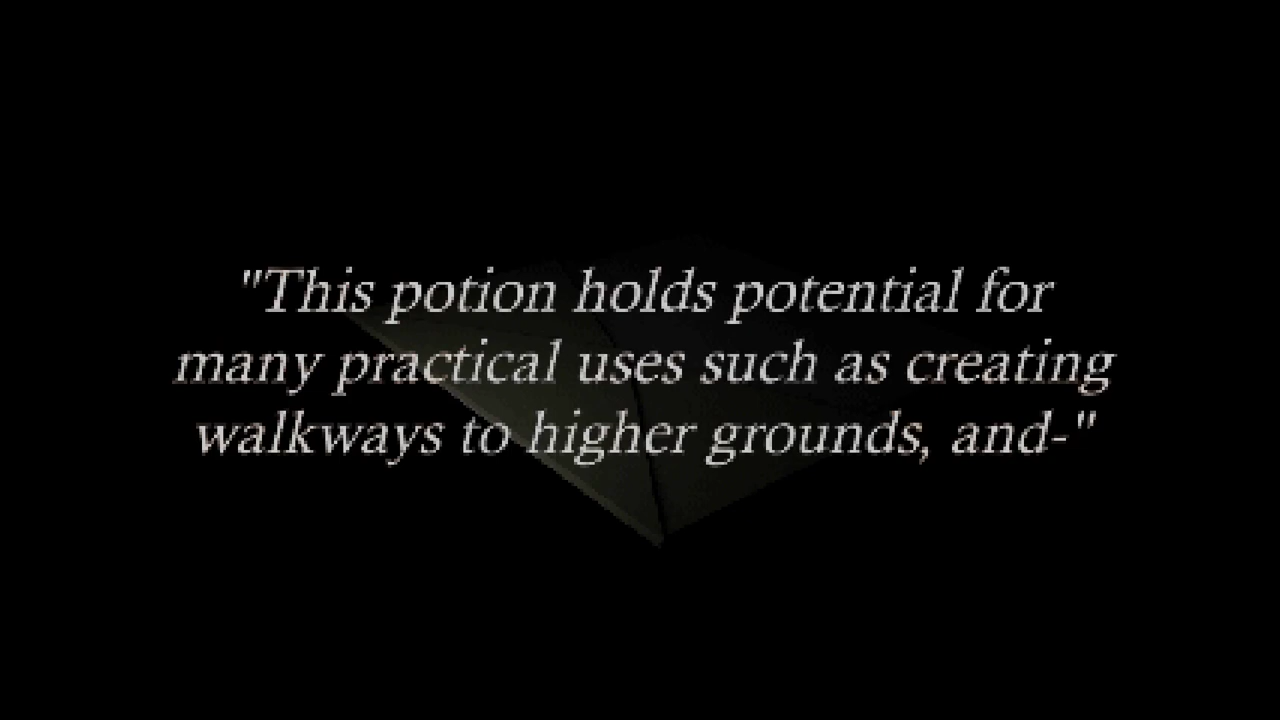 "This potion holds potential for
many practical uses such as creating
walkways to higher grounds, and-"